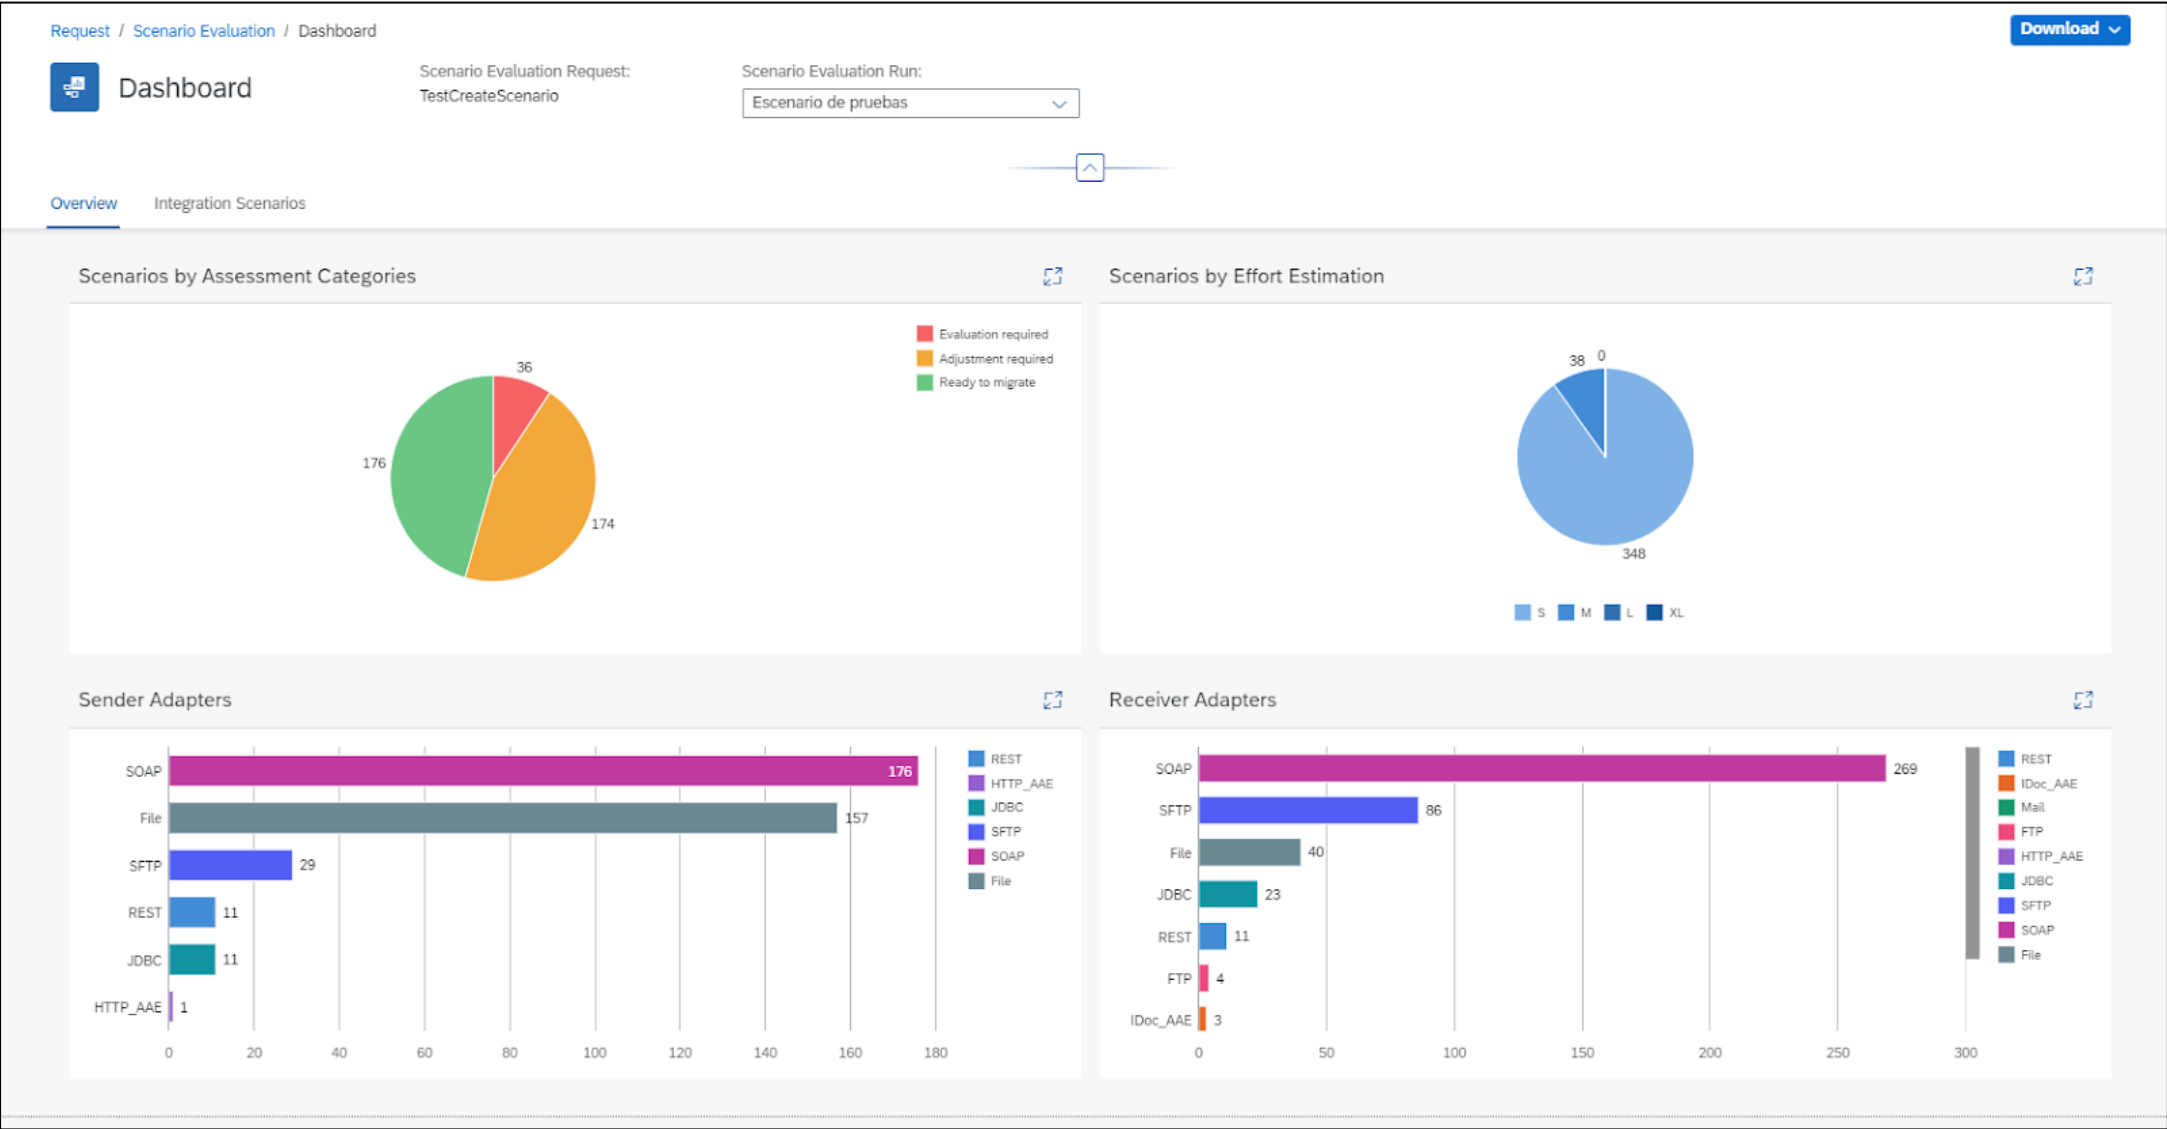 Request / Scenario Evaluation / Dashboard
Download
Dashboard
Scenario Evaluation Request:
TestCreateScenario
Scenario Evaluation Run:
Escenario de pruebas
Overview
Integration Scenarios
Scenarios by Assessment Categories
Evaluation required
Adjustment required
Ready to migrate
36
176
174
Scenarios by Effort Estimation
38
0
348
S
M
L
XL
Sender Adapters
SOAP
176
File
157
SFTP
29
REST
11
JDBC
11
HTTP_AAE
1
0
20
40
60
80
100
120
140
160
180
REST
HTTP_AAE
JDBC
SFTP
SOAP
File
Receiver Adapters
SOAP
269
SFTP
86
File
40
JDBC
23
REST
11
FTP
4
IDoc_AAE
3
0
50
100
150
200
250
300
REST
IDoc_AAE
Mail
FTP
HTTP_AAE
JDBC
SFTP
SOAP
File